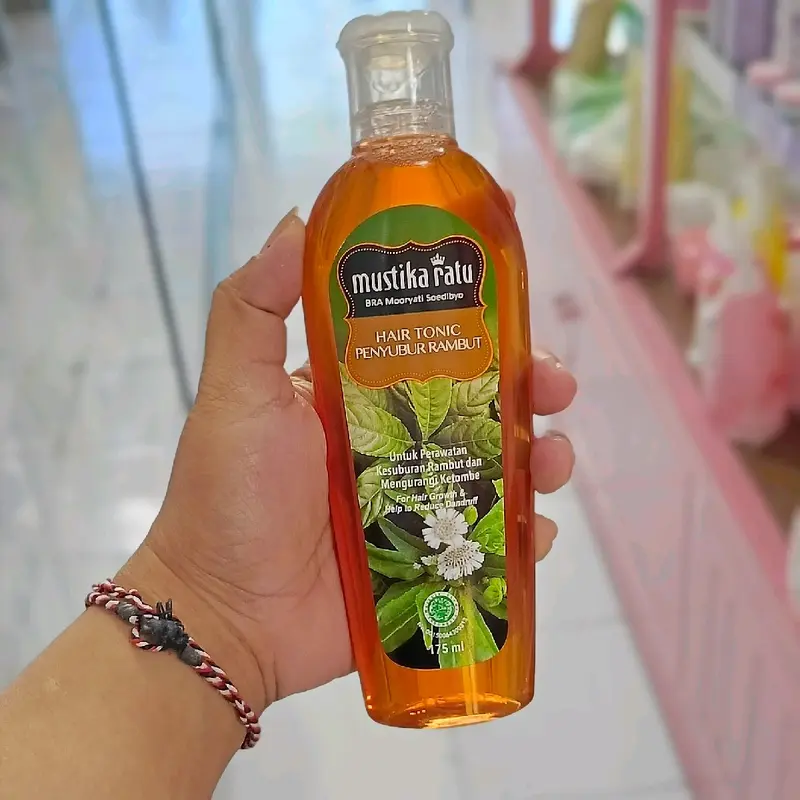 mustika ratu
BRA Mooryati Soedibyo
HAIR TONIC
PENYUBUR RAMBUT
Untuk Perawatan
Kesuburan Rambut dan
Mengurangi Ketombe
For Hair Growth &
Help to Reduce Dandruff
175 ml